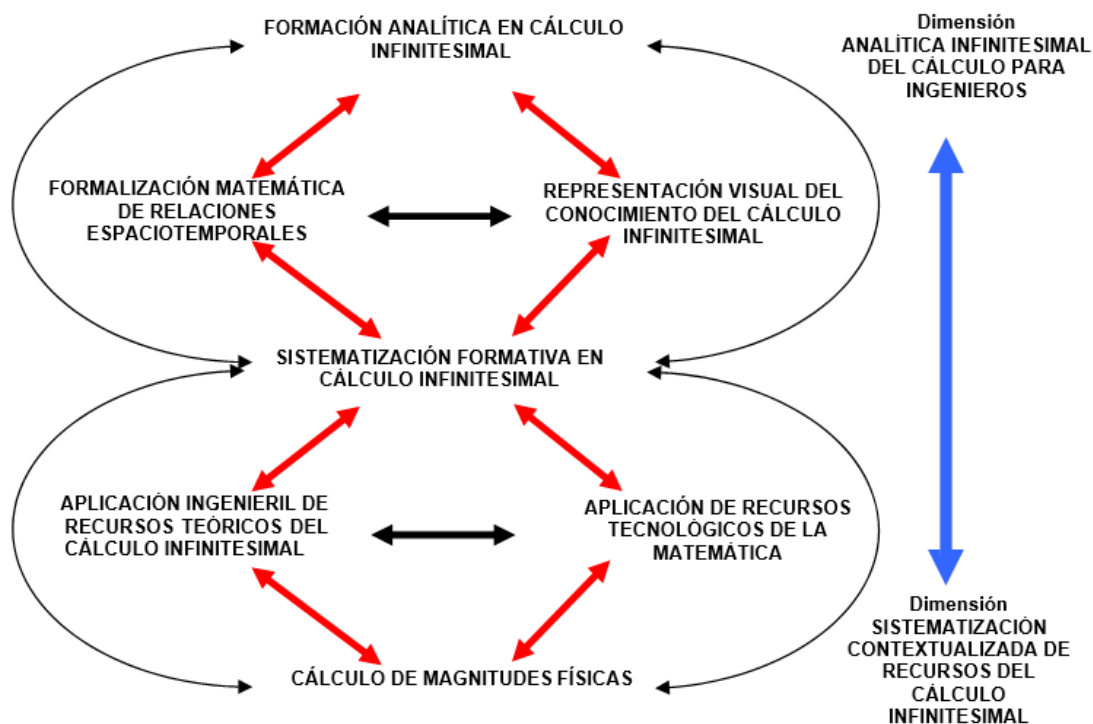 FORMACIÓN ANALÍTICA EN CÁLCULO
INFINITESIMAL
Dimensión
ANALÍTICA INFINITESIMAL
DEL CÁLCULO PARA
INGENIEROS
FORMALIZACIÓN MATEMÁTICA
DE RELACIONES
ESPACIOTEMPORALES
REPRESENTACIÓN VISUAL DEL
CONOCIMIENTO DEL CÁLCULO
INFINITESIMAL
SISTEMATIZACIÓN FORMATIVA EN
CÁLCULO INFINITESIMAL
APLICACIÓN INGENIERIL DE
RECURSOS TEÓRICOS DEL
CÁLCULO INFINITESIMAL
APLICACIÓN DE RECURSOS
TECNOLÓGICOS DE LA
MATEMÁTICA
CÁLCULO DE MAGNITUDES FÍSICAS
Dimensión
SISTEMATIZACIÓN
CONTEXTUALIZADA DE
RECURSOS DEL
CÁLCULO
INFINITESIMAL